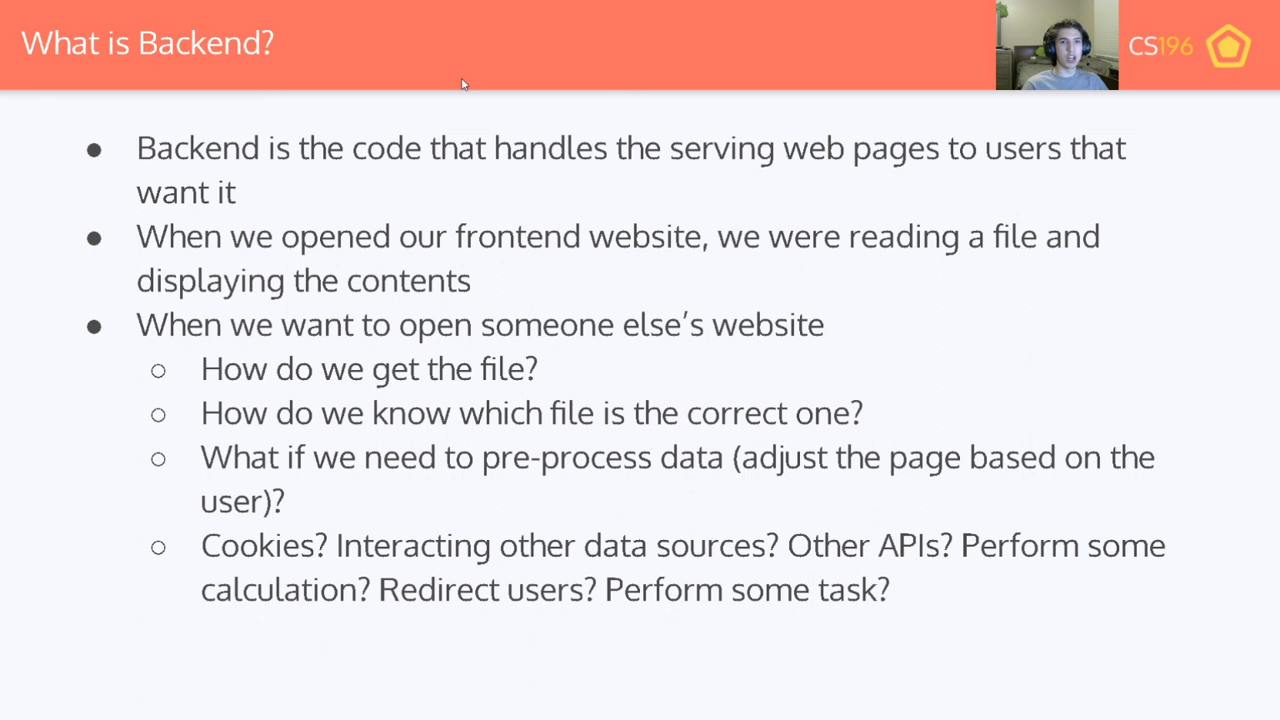 What is Backend?
CS196
● Backend is the code that handles the serving web pages to users that
want it
● When we opened our frontend website, we were reading a file and
displaying the contents
● When we want to open someone else’s website
○ How do we get the file?
○ How do we know which file is the correct one?
○ What if we need to pre-process data (adjust the page based on the
user)?
○ Cookies? Interacting other data sources? Other APIs? Perform some
calculation? Redirect users? Perform some task?